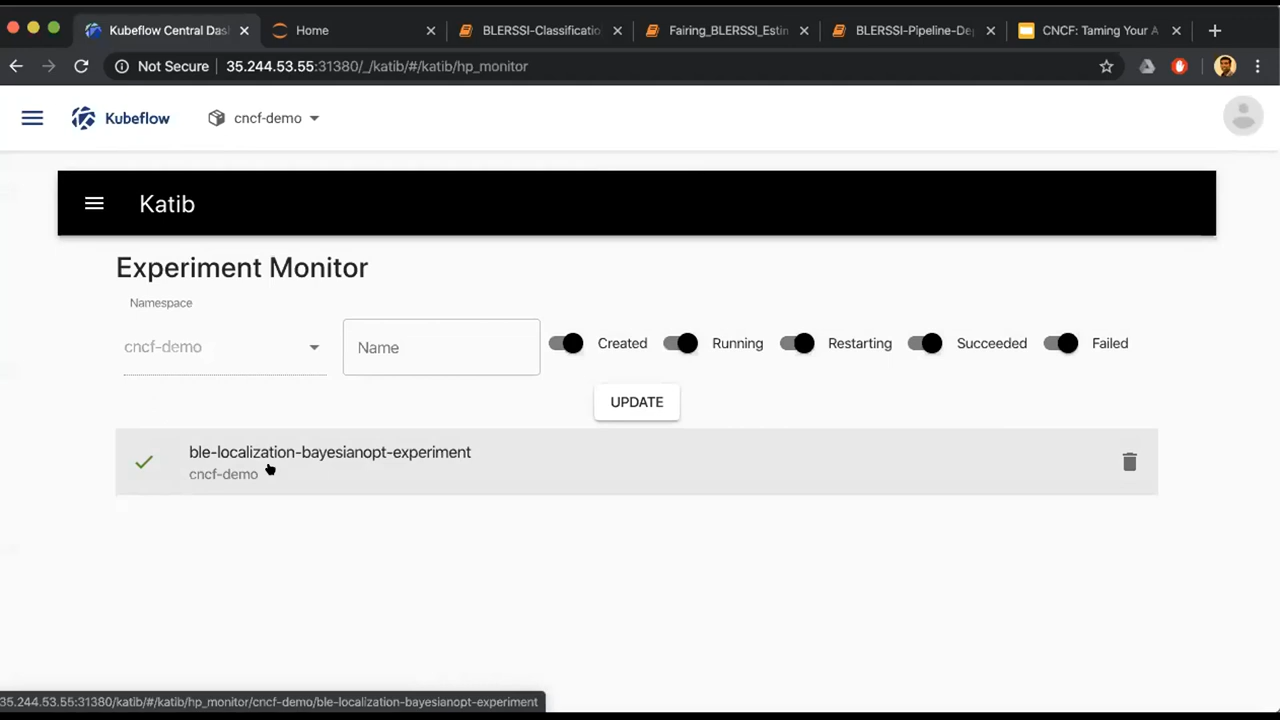 Kubeflow Central Das
Home
BLERSSI-Classificatio
Fairing_BLERSSI_Esti
BLERSSI-Pipeline-De
CNCF: Taming Your A
Not Secure | 35.244.53.55:31380/_/katib/#/katib/hp_monitor
Kubeflow
cncf-demo
Katib
Experiment Monitor
Namespace
cncf-demo
Name
Created
Running
Restarting
Succeeded
Failed
UPDATE
ble-localization-bayesianopt-experiment
cncf-demo
35.244.53.55:31380/katib/#/katib/hp_monitor/cncf-demo/ble-localization-bayesianopt-experiment